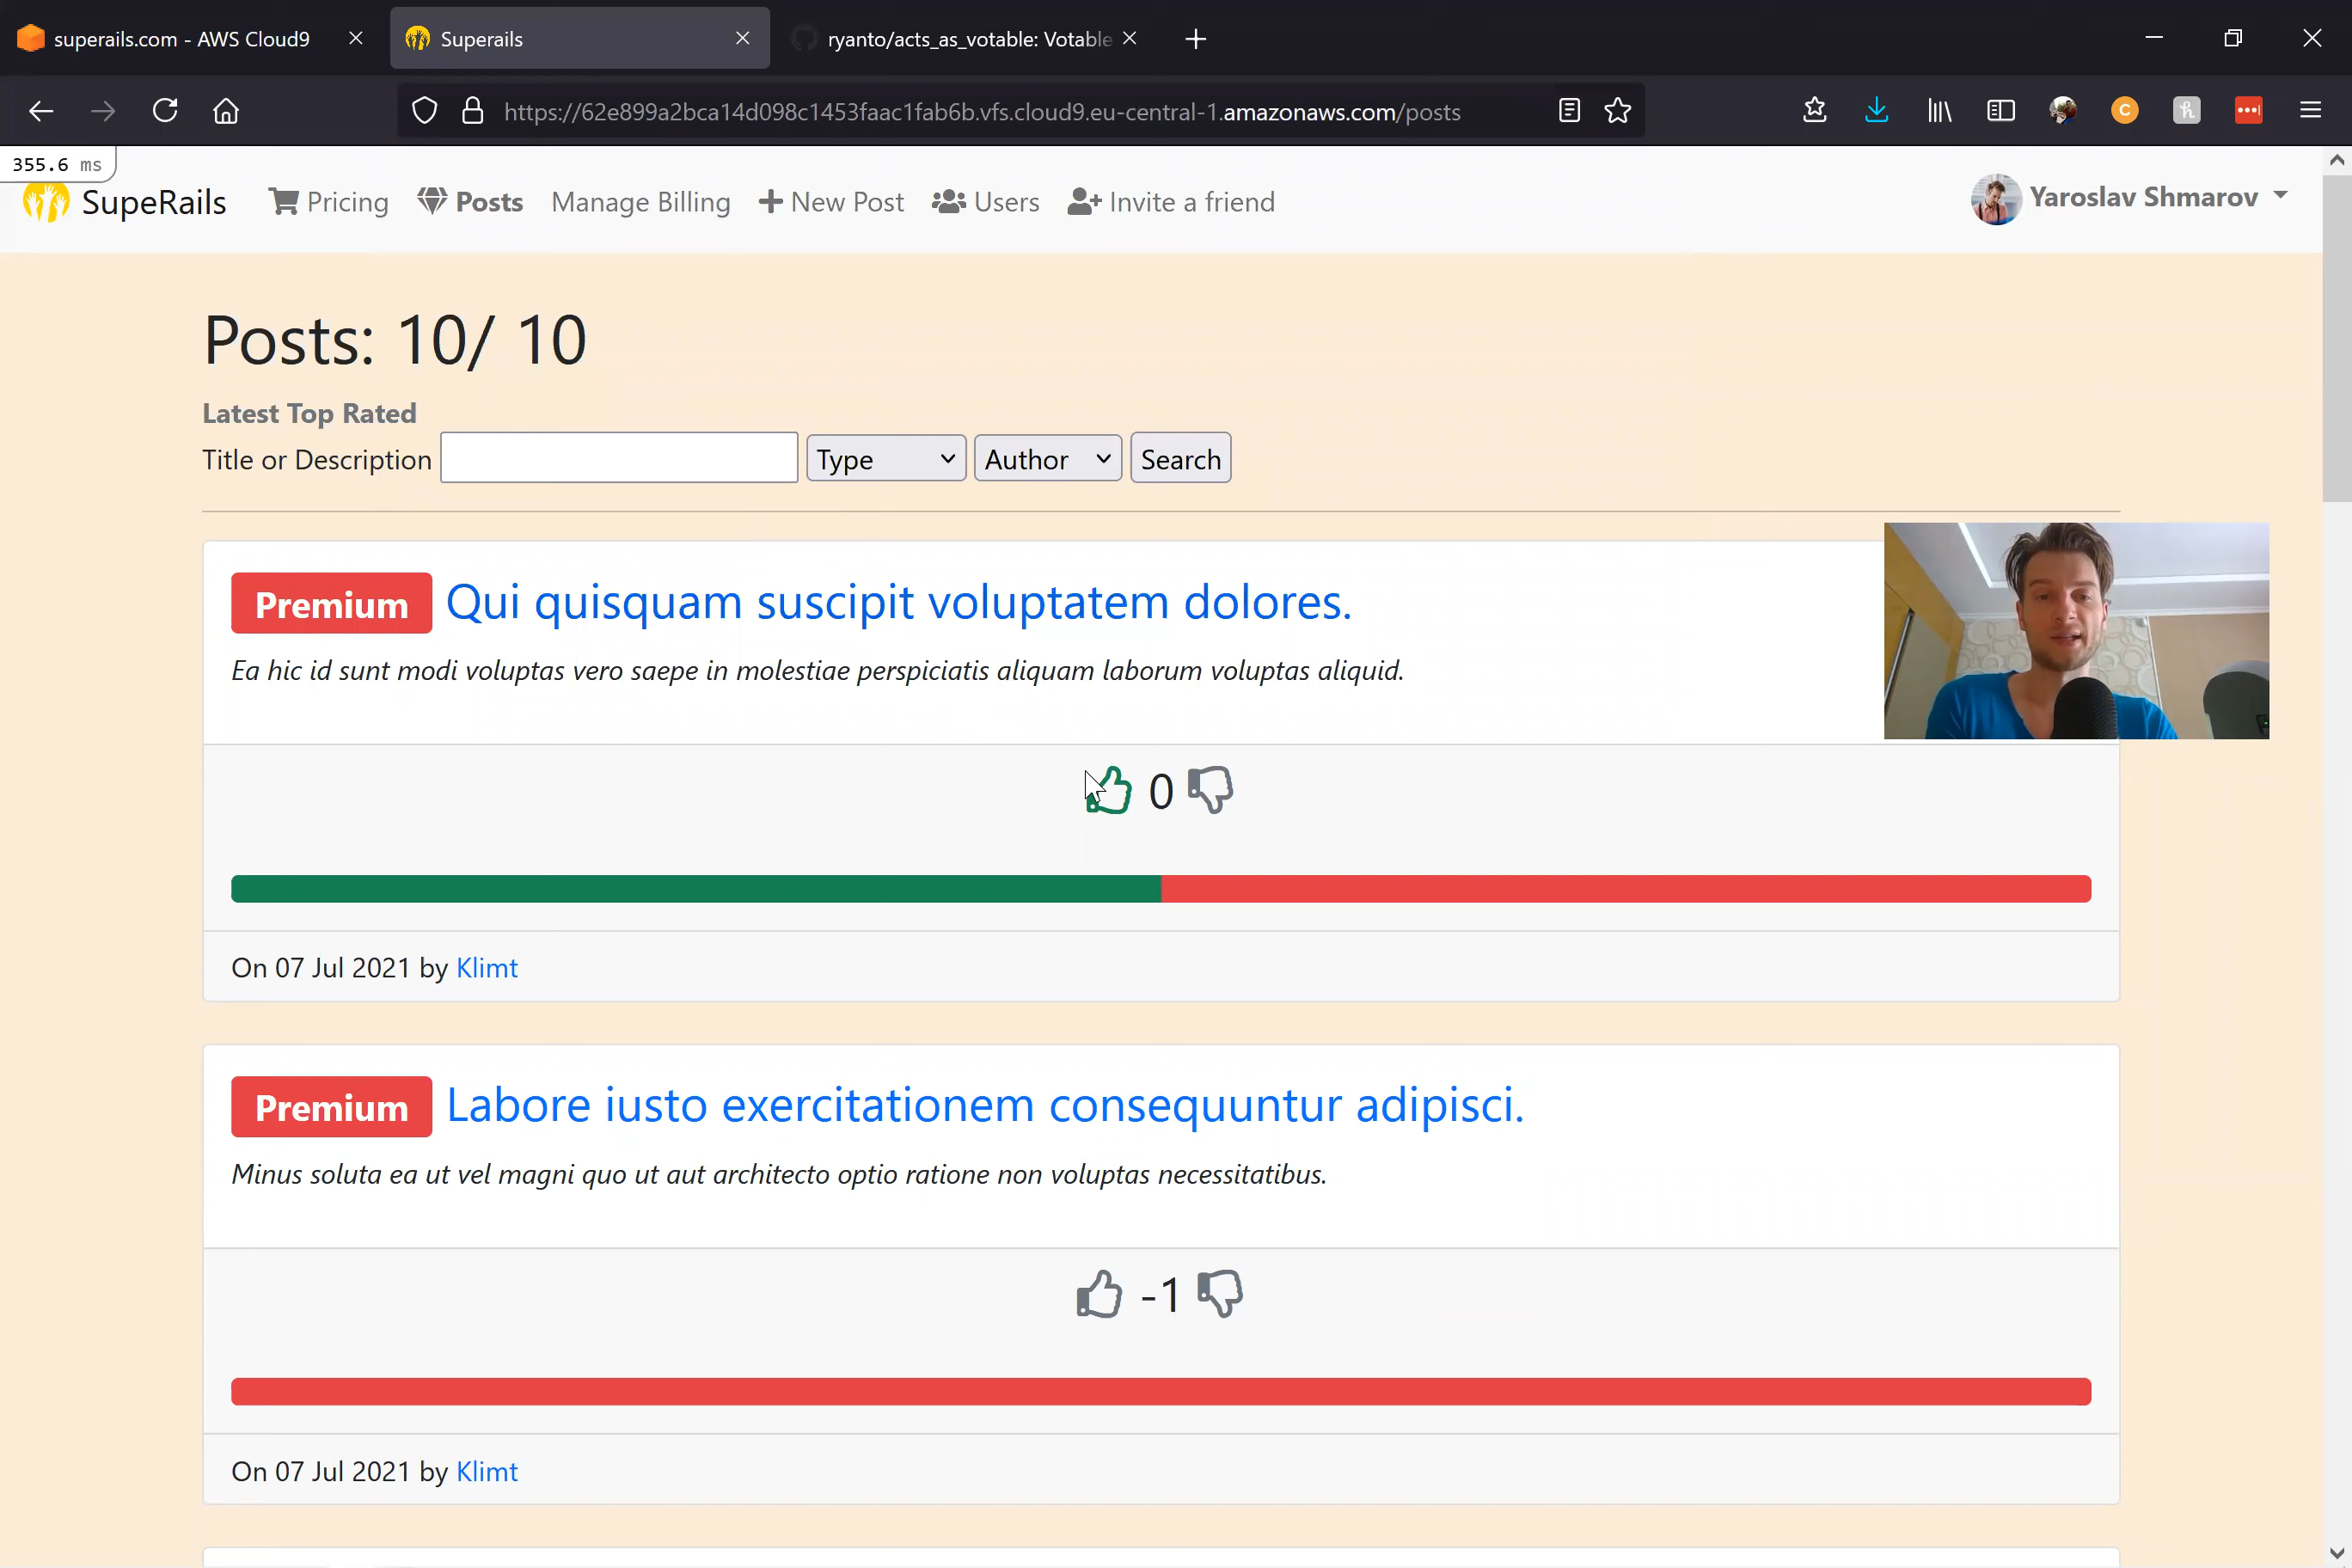 superails.com - AWS Cloud9
Superails
ryanto/acts_as_votable: Votable
https://62e899a2bca14d098c1453faac1fab6b.vfs.cloud9.eu-central-1.amazonaws.com/posts
355.6 ms
SupeRails Pricing Posts Manage Billing New Post Users Invite a friend Yaroslav Shmarov
Posts: 10/ 10
Latest Top Rated
Title or Description Type Author Search
Premium Qui quisquam suscipit voluptatem dolores.
Ea hic id sunt modi voluptas vero saepe in molestiae perspiciatis aliquam laborum voluptas aliquid.
0
On 07 Jul 2021 by Klimt
Premium Labore iusto exercitationem consequuntur adipisci.
Minus soluta ea ut vel magni quo ut aut architecto optio ratione non voluptas necessitatibus.
-1
On 07 Jul 2021 by Klimt